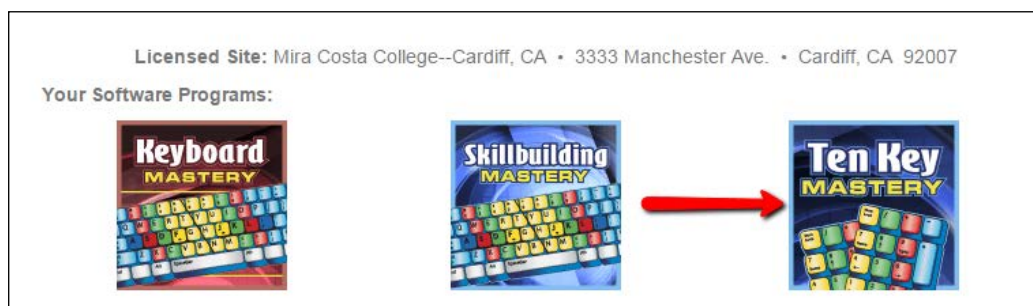 Licensed Site: Mira Costa College--Cardiff, CA • 3333 Manchester Ave. • Cardiff, CA 92007
Your Software Programs:
Keyboard
MASTERY
Skillbuilding
MASTERY
Ten Key
MASTERY